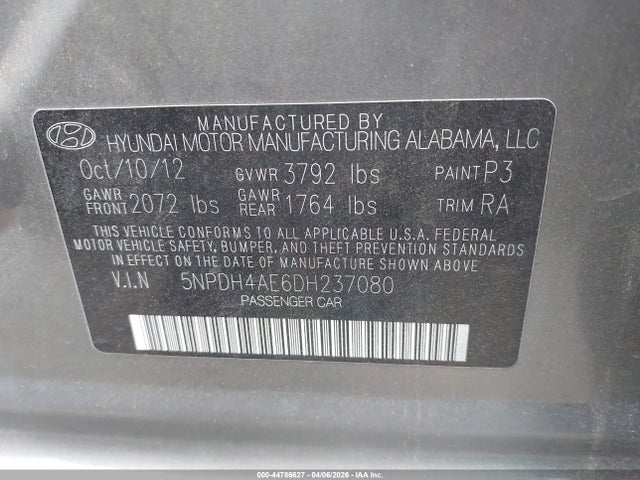 MANUFACTURED BY
HYUNDAI MOTOR MANUFACTURING ALABAMA, LLC
Oct/10/12 GVWR 3792 lbs PAINT P3
GAWR FRONT 2072 lbs GAWR REAR 1764 lbs TRIM RA
THIS VEHICLE CONFORMS TO ALL APPLICABLE U.S.A. FEDERAL
MOTOR VEHICLE SAFETY, BUMPER, AND THEFT PREVENTION STANDARDS
IN EFFECT ON THE DATE OF MANUFACTURE SHOWN ABOVE.
V.I.N 5NPDH4AE6DH237080
PASSENGER CAR
000-44786627 - 04/06/2026 - IAA Inc.